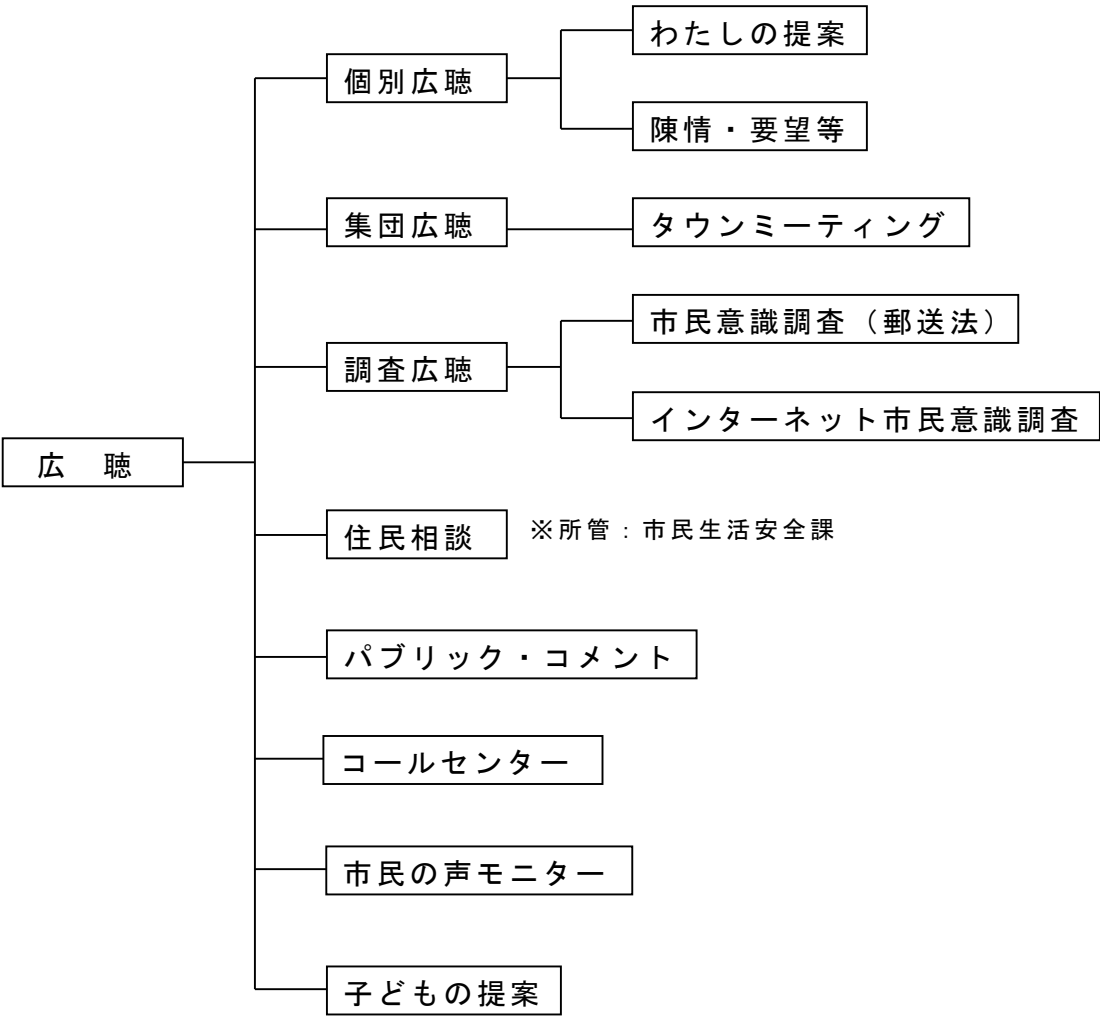 わたしの提案
個別広聴
陳情・要望等
集団広聴
タウンミーティング
市民意識調査（郵送法）
調査広聴
インターネット市民意識調査
広　聴
住民相談
※所管：市民生活安全課
パブリック・コメント
コールセンター
市民の声モニター
子どもの提案